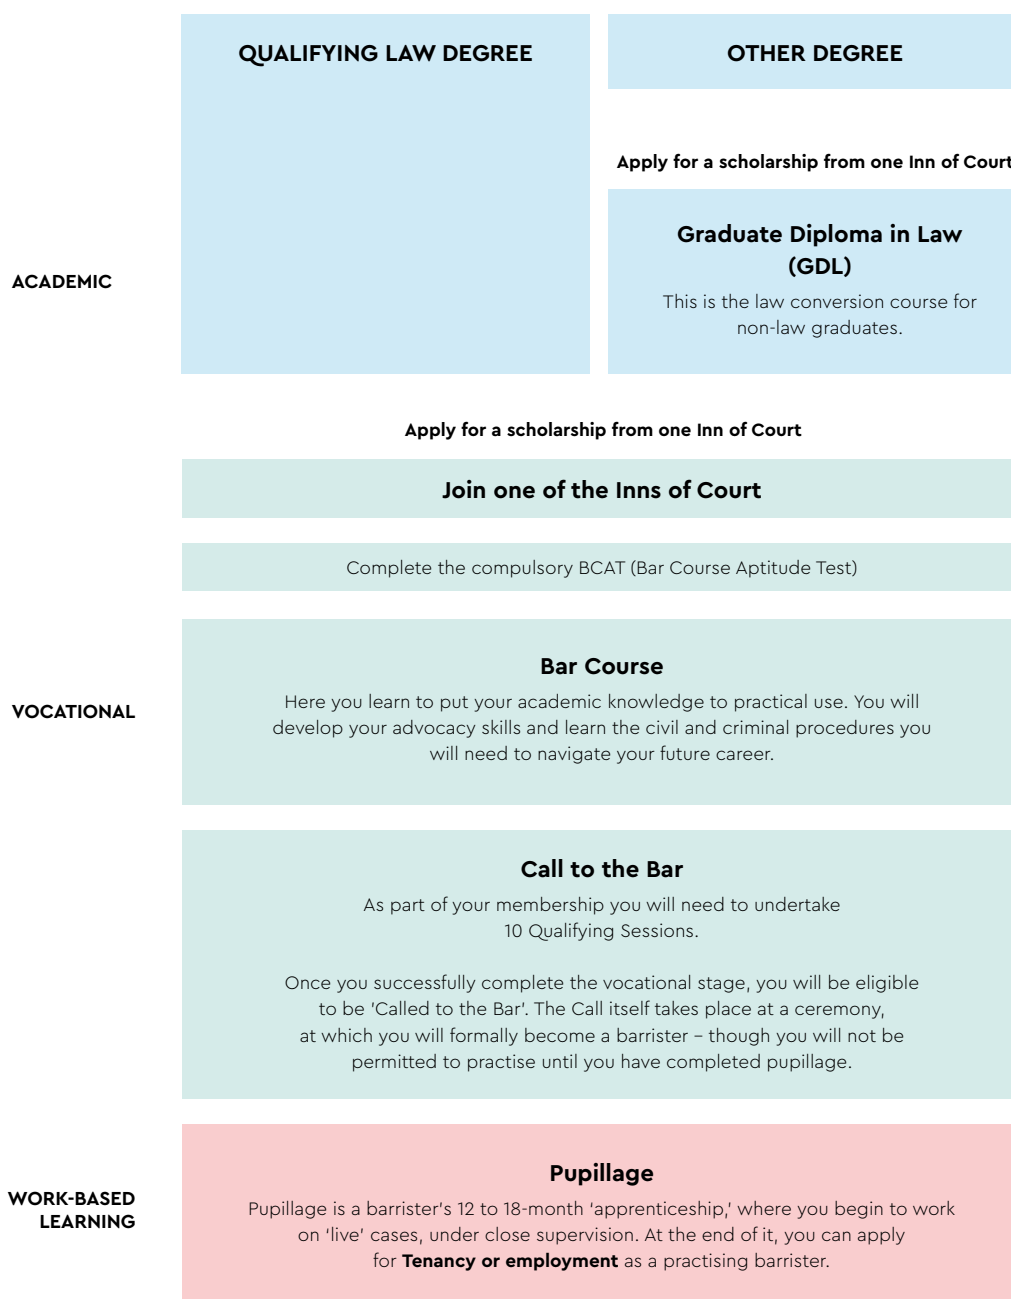 QUALIFYING LAW DEGREE
OTHER DEGREE
Apply for a scholarship from one Inn of Court
Graduate Diploma in Law
(GDL)
This is the law conversion course for
non-law graduates.
ACADEMIC
Apply for a scholarship from one Inn of Court
Join one of the Inns of Court
Complete the compulsory BCAT (Bar Course Aptitude Test)
Bar Course
Here you learn to put your academic knowledge to practical use. You will
develop your advocacy skills and learn the civil and criminal procedures you
will need to navigate your future career.
VOCATIONAL
Call to the Bar
As part of your membership you will need to undertake
10 Qualifying Sessions.
Once you successfully complete the vocational stage, you will be eligible
to be 'Called to the Bar'. The Call itself takes place at a ceremony,
at which you will formally become a barrister – though you will not be
permitted to practise until you have completed pupillage.
WORK-BASED
LEARNING
Pupillage
Pupillage is a barrister's 12 to 18-month 'apprenticeship,' where you begin to work
on 'live' cases, under close supervision. At the end of it, you can apply
for Tenancy or employment as a practising barrister.